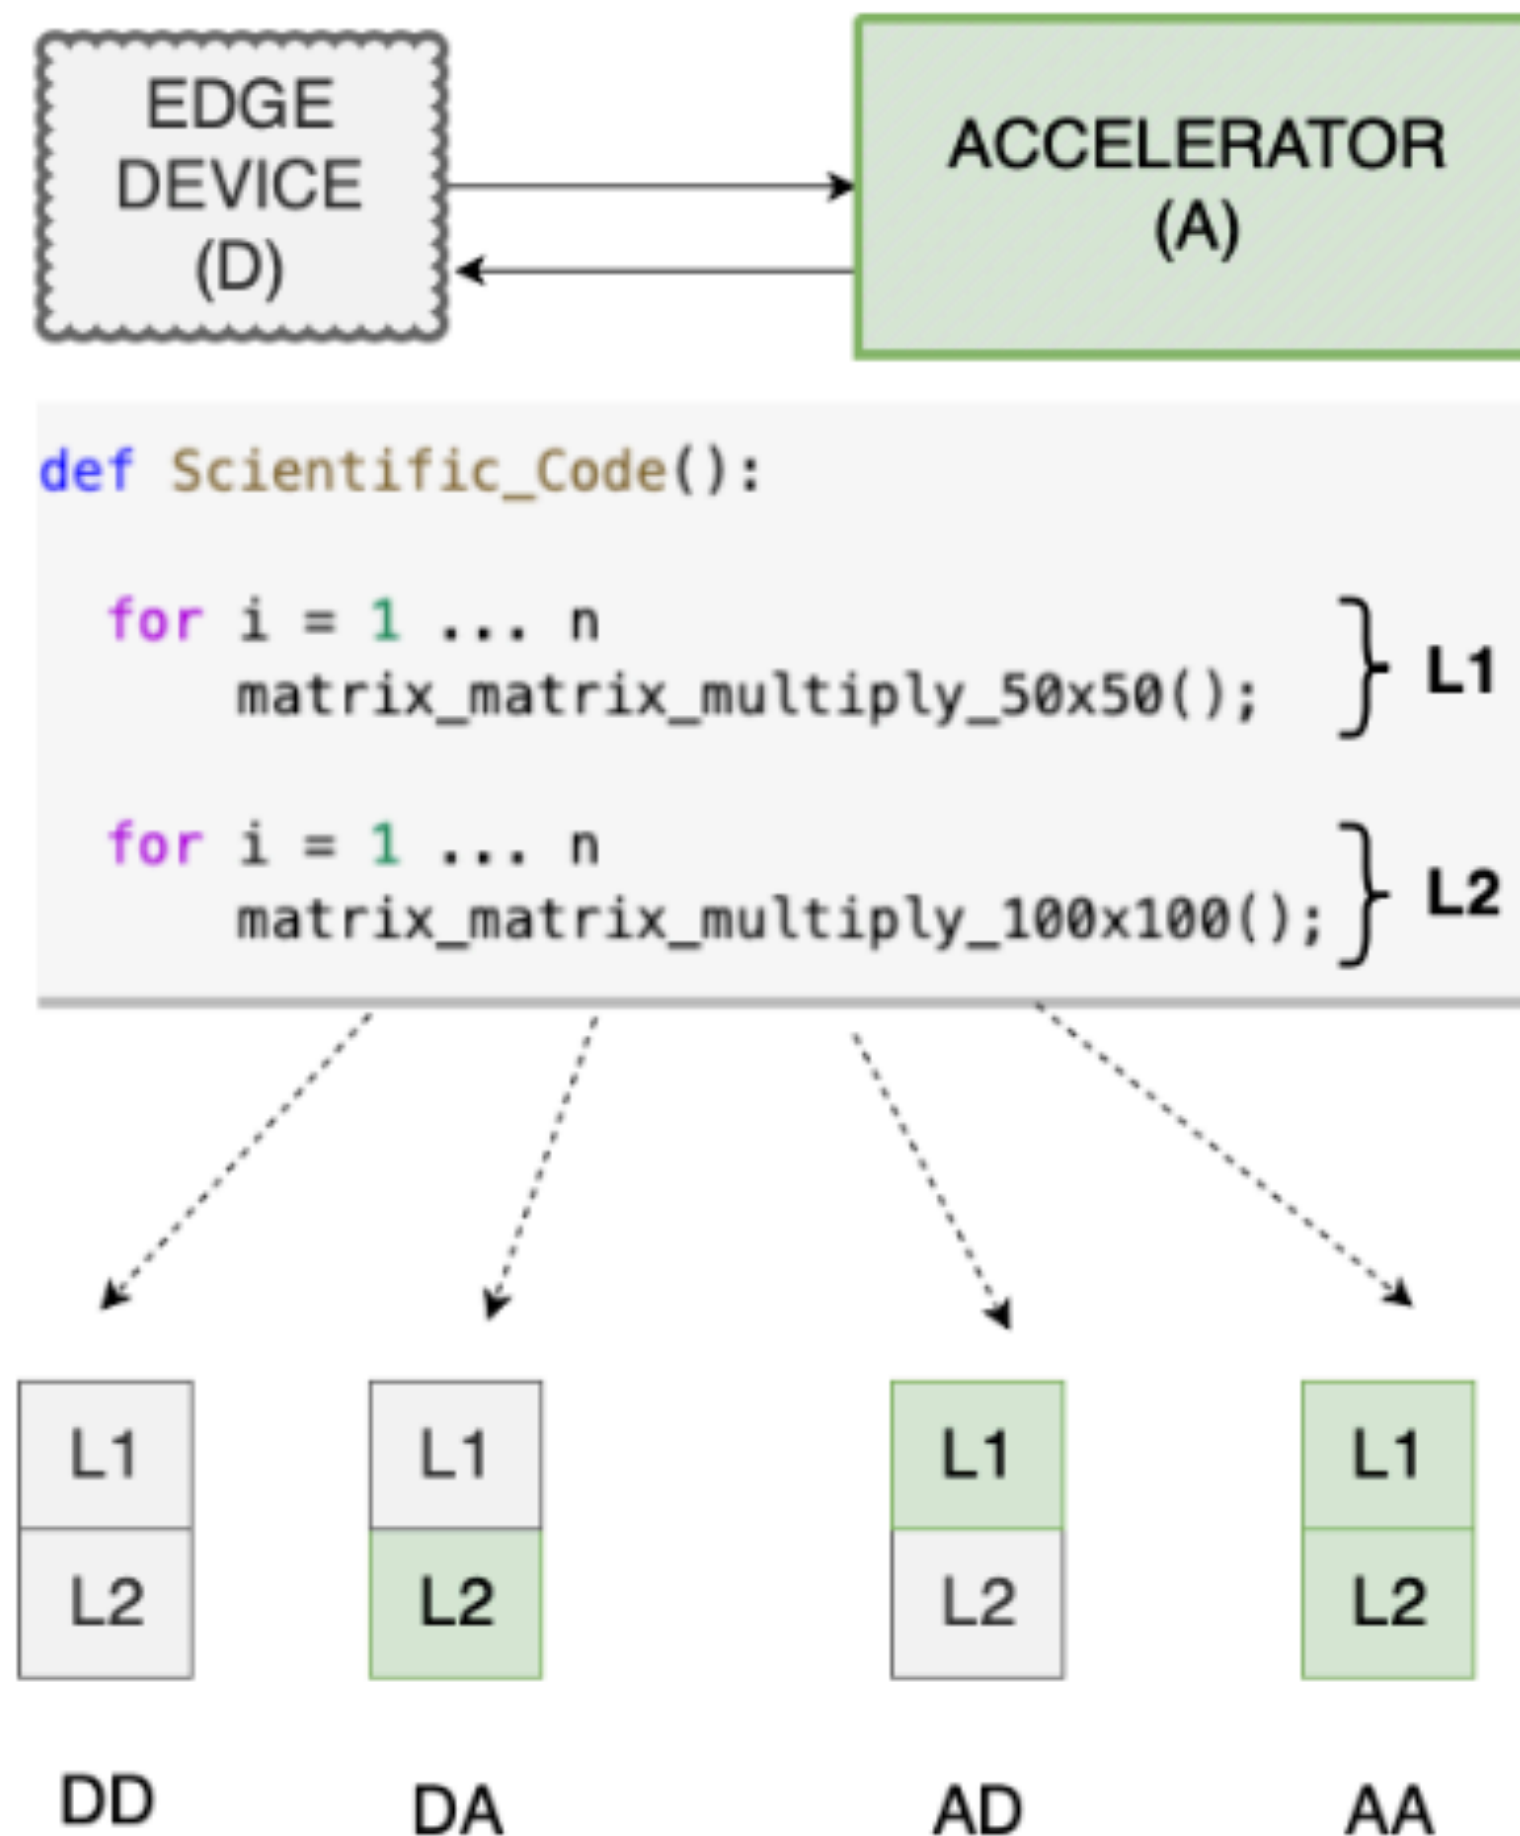 EDGE
DEVICE
(D)
ACCELERATOR
(A)
def Scientific_Code():
for i = 1 ... n
matrix_matrix_multiply_50x50();
L1
for i = 1 ... n
matrix_matrix_multiply_100x100();
L2
L1
L2
DD
L1
L2
DA
L1
L2
AD
L1
L2
AA